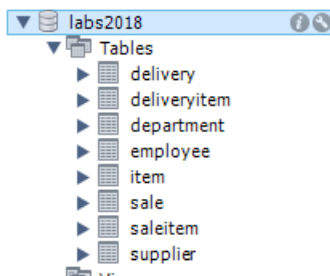 labs2018
Tables
delivery
deliveryitem
department
employee
item
sale
saleitem
supplier